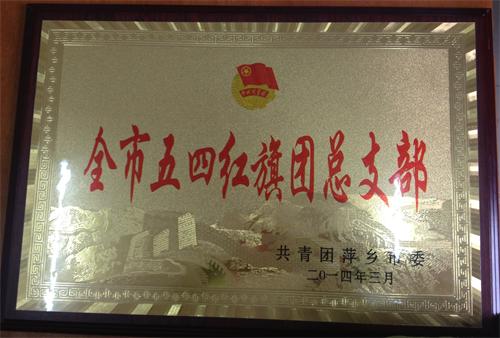 全市五四红旗团总支部
共青团萍乡市委
二〇一四年三月